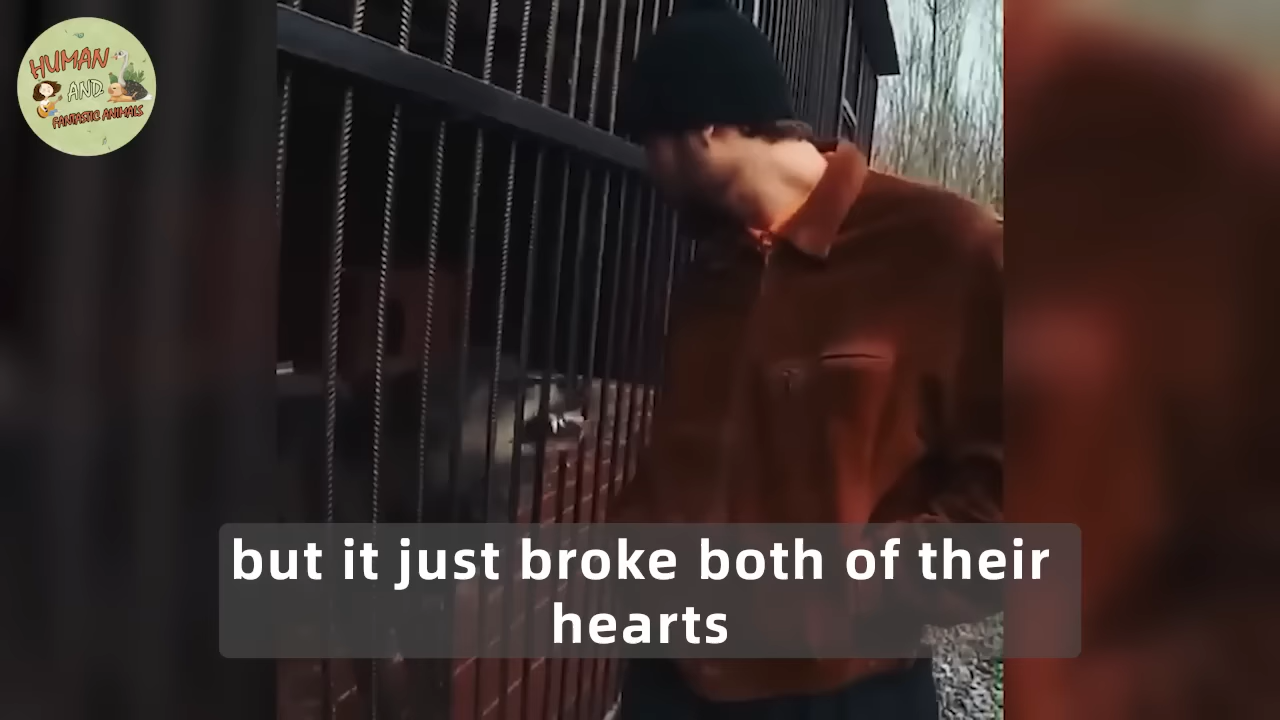 HUMAN
AND
FANTASTIC ANIMALS
but it just broke both of their
hearts